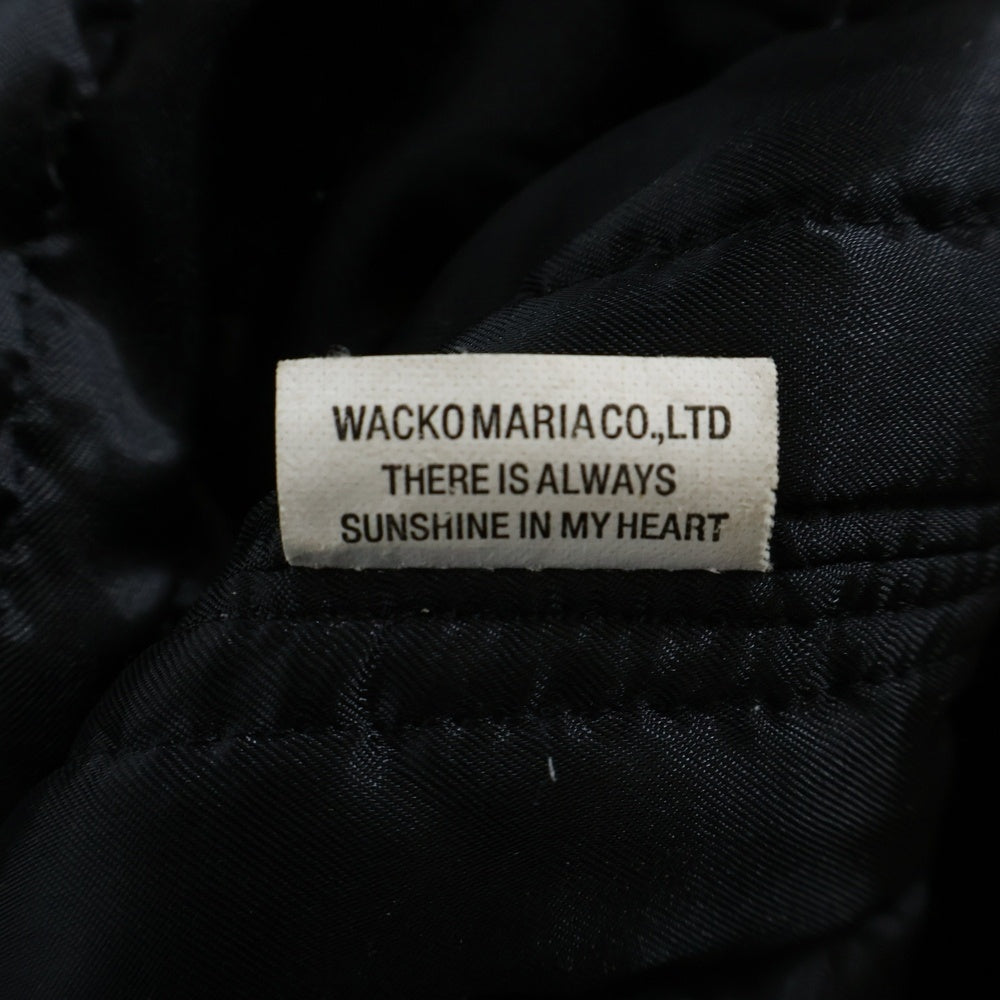 WACKO MARIA CO.,LTD
THERE IS ALWAYS
SUNSHINE IN MY HEART